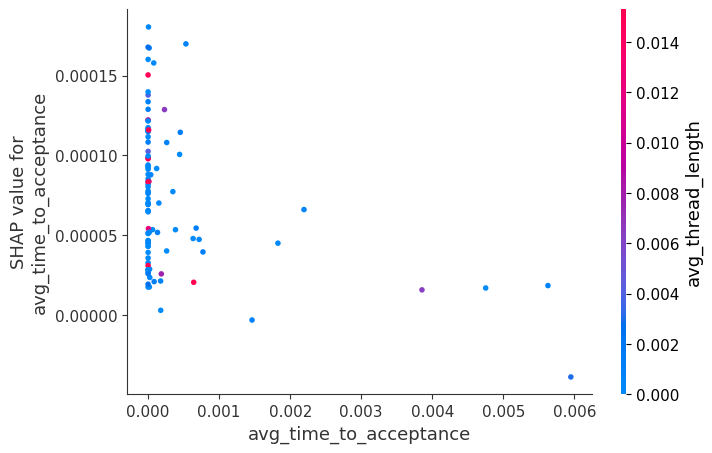 SHAP value for
avg_time_to_acceptance
0.00015
0.00010
0.00005
0.00000
0.000 0.001 0.002 0.003 0.004 0.005 0.006
avg_time_to_acceptance
0.014
0.012
0.010
0.008
0.006
0.004
0.002
0.000
avg_thread_length